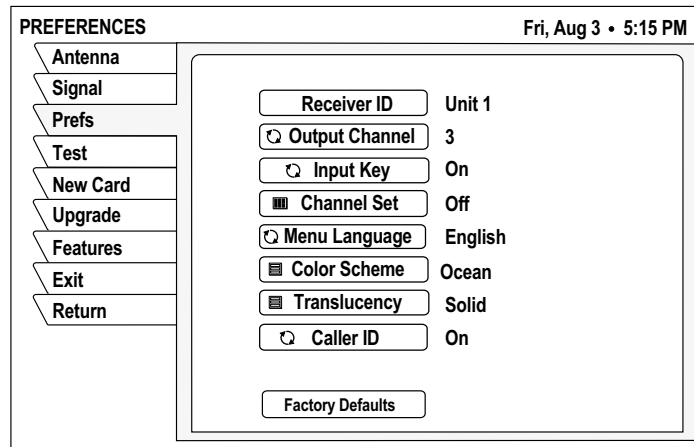 PREFERENCES Fri, Aug 3 • 5:15 PM
Antenna
Signal
Prefs
Test
New Card
Upgrade
Features
Exit
Return
Receiver ID Unit 1
Output Channel 3
Input Key On
Channel Set Off
Menu Language English
Color Scheme Ocean
Translucency Solid
Caller ID On
Factory Defaults